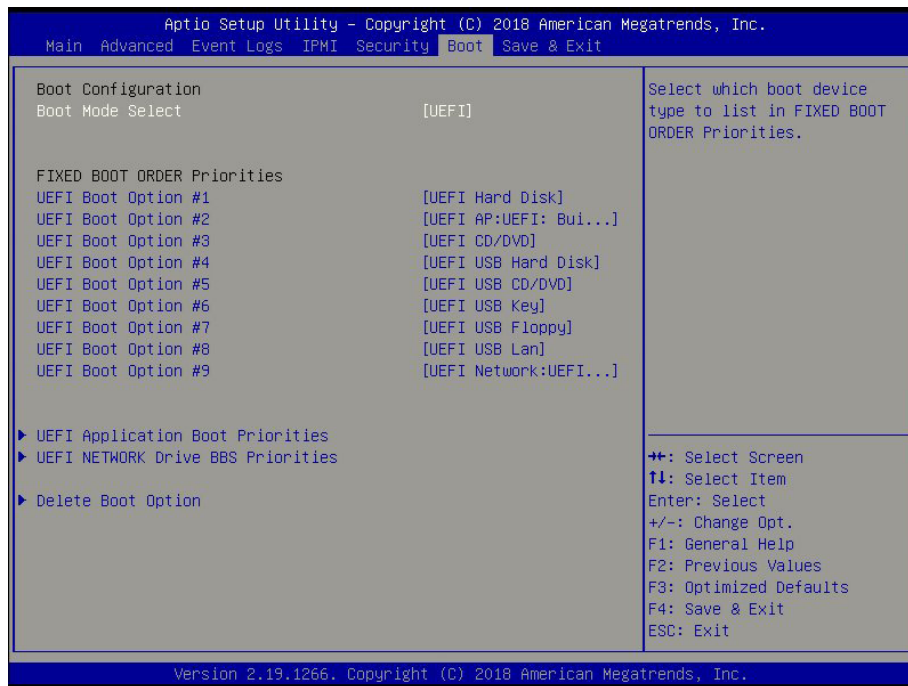 Aptio Setup Utility – Copyright (C) 2018 American Megatrends, Inc.
Main Advanced Event Logs IPMI Security Boot Save & Exit
Boot Configuration
Boot Mode Select [UEFI]
FIXED BOOT ORDER Priorities
UEFI Boot Option #1 [UEFI Hard Disk]
UEFI Boot Option #2 [UEFI AP:UEFI: Bui...]
UEFI Boot Option #3 [UEFI CD/DVD]
UEFI Boot Option #4 [UEFI USB Hard Disk]
UEFI Boot Option #5 [UEFI USB CD/DVD]
UEFI Boot Option #6 [UEFI USB Key]
UEFI Boot Option #7 [UEFI USB Floppy]
UEFI Boot Option #8 [UEFI USB Lan]
UEFI Boot Option #9 [UEFI Network:UEFI...]
▶ UEFI Application Boot Priorities
▶ UEFI NETWORK Drive BBS Priorities
▶ Delete Boot Option
Select which boot device
type to list in FIXED BOOT
ORDER Priorities.
→←: Select Screen
↑↓: Select Item
Enter: Select
+/-: Change Opt.
F1: General Help
F2: Previous Values
F3: Optimized Defaults
F4: Save & Exit
ESC: Exit
Version 2.19.1266. Copyright (C) 2018 American Megatrends, Inc.